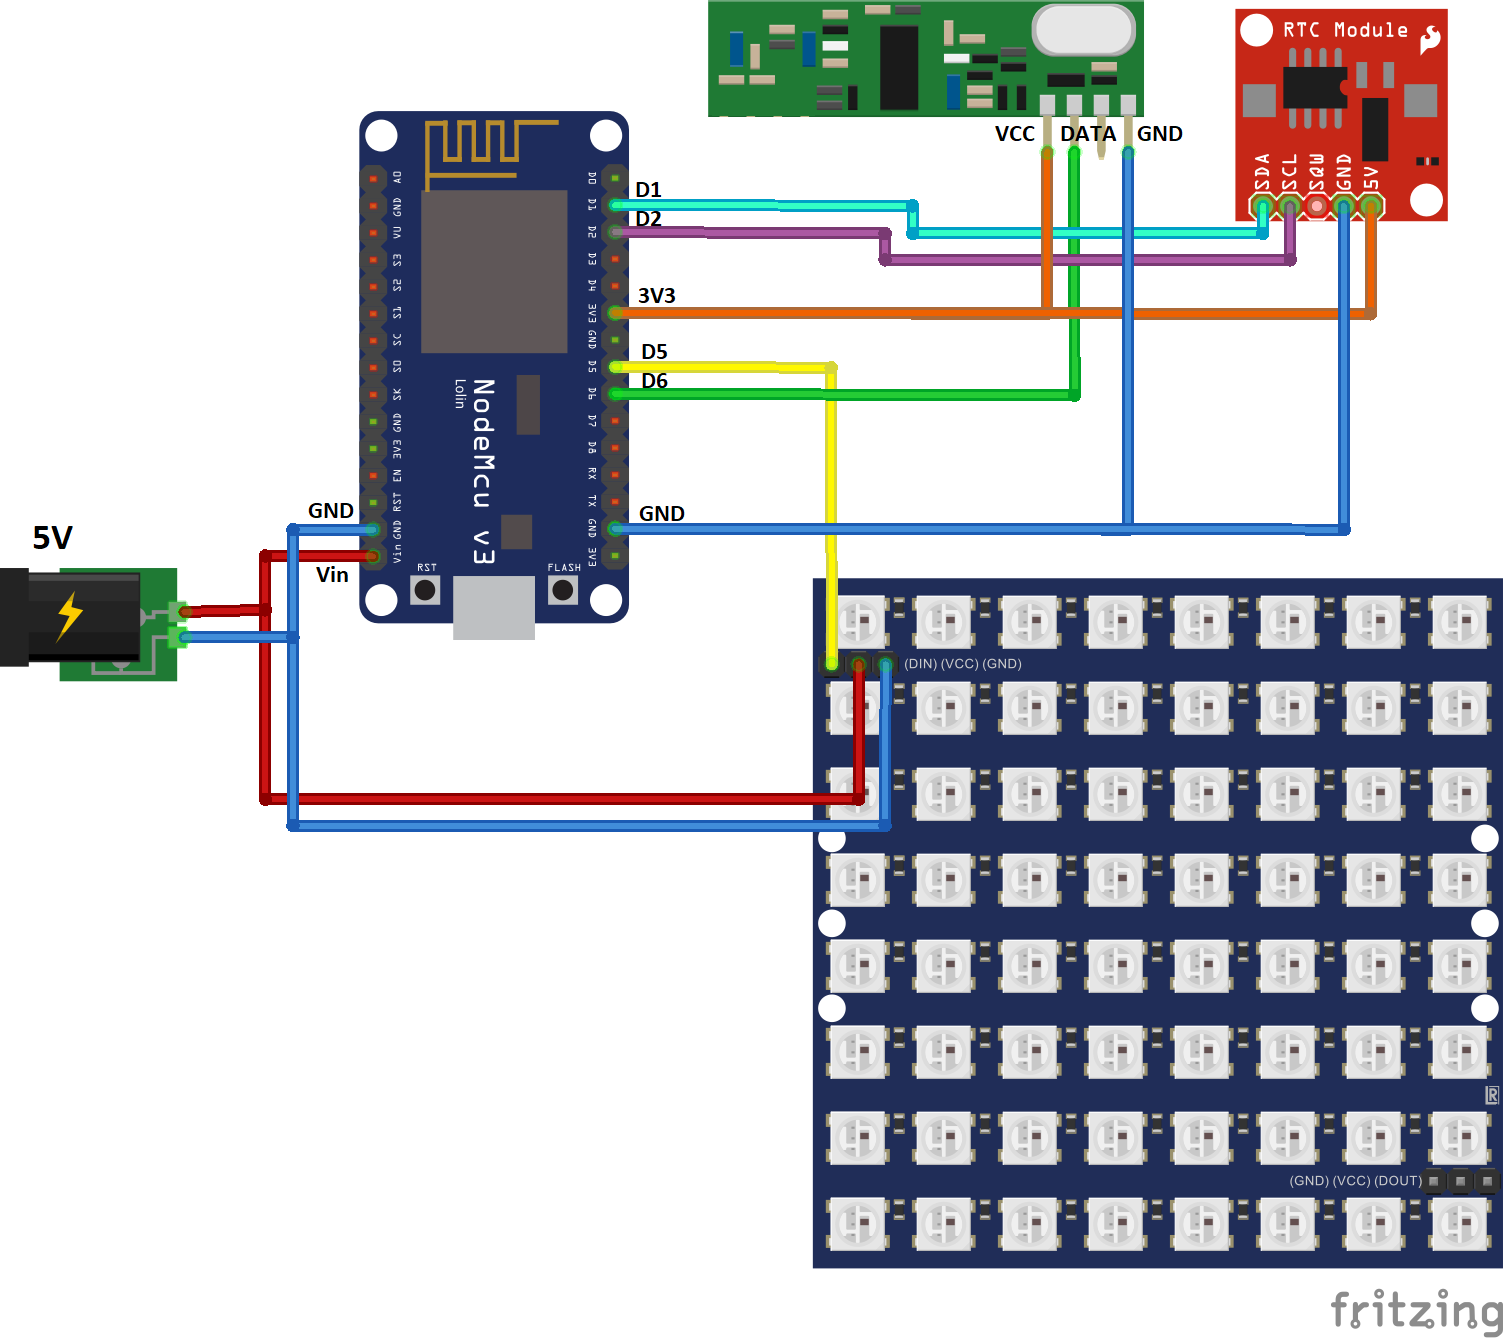 RTC Module
VCC DATA GND
SDA
SCL
SQW
GND
5V
D1
D2
3V3
D5
D6
GND
A0
GND
VU
S3
S2
S1
SC
S0
SK
GND
3V3
EN
RST
GND
Vin
D0
D1
D2
D3
D4
3V3
GND
D5
D6
D7
D8
RX
TX
GND
3V3
NodeMcu v3
Lolin
RST
FLASH
GND
Vin
5V
(DIN) (VCC) (GND)
(GND) (VCC) (DOUT)
fritzing